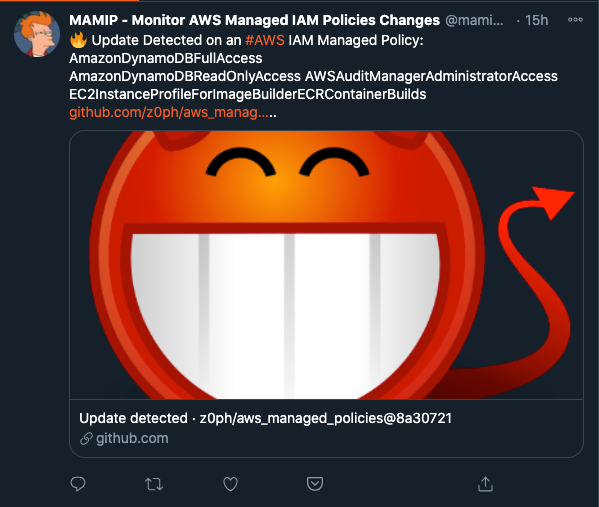 MAMIP - Monitor AWS Managed IAM Policies Changes @mami... · 15h
🔥 Update Detected on an #AWS IAM Managed Policy:
AmazonDynamoDBFullAccess
AmazonDynamoDBReadOnlyAccess AWSAuditManagerAdministratorAccess
EC2InstanceProfileForImageBuilderECRContainerBuilds
github.com/z0ph/aws_manag.....
Update detected · z0ph/aws_managed_policies@8a30721
github.com